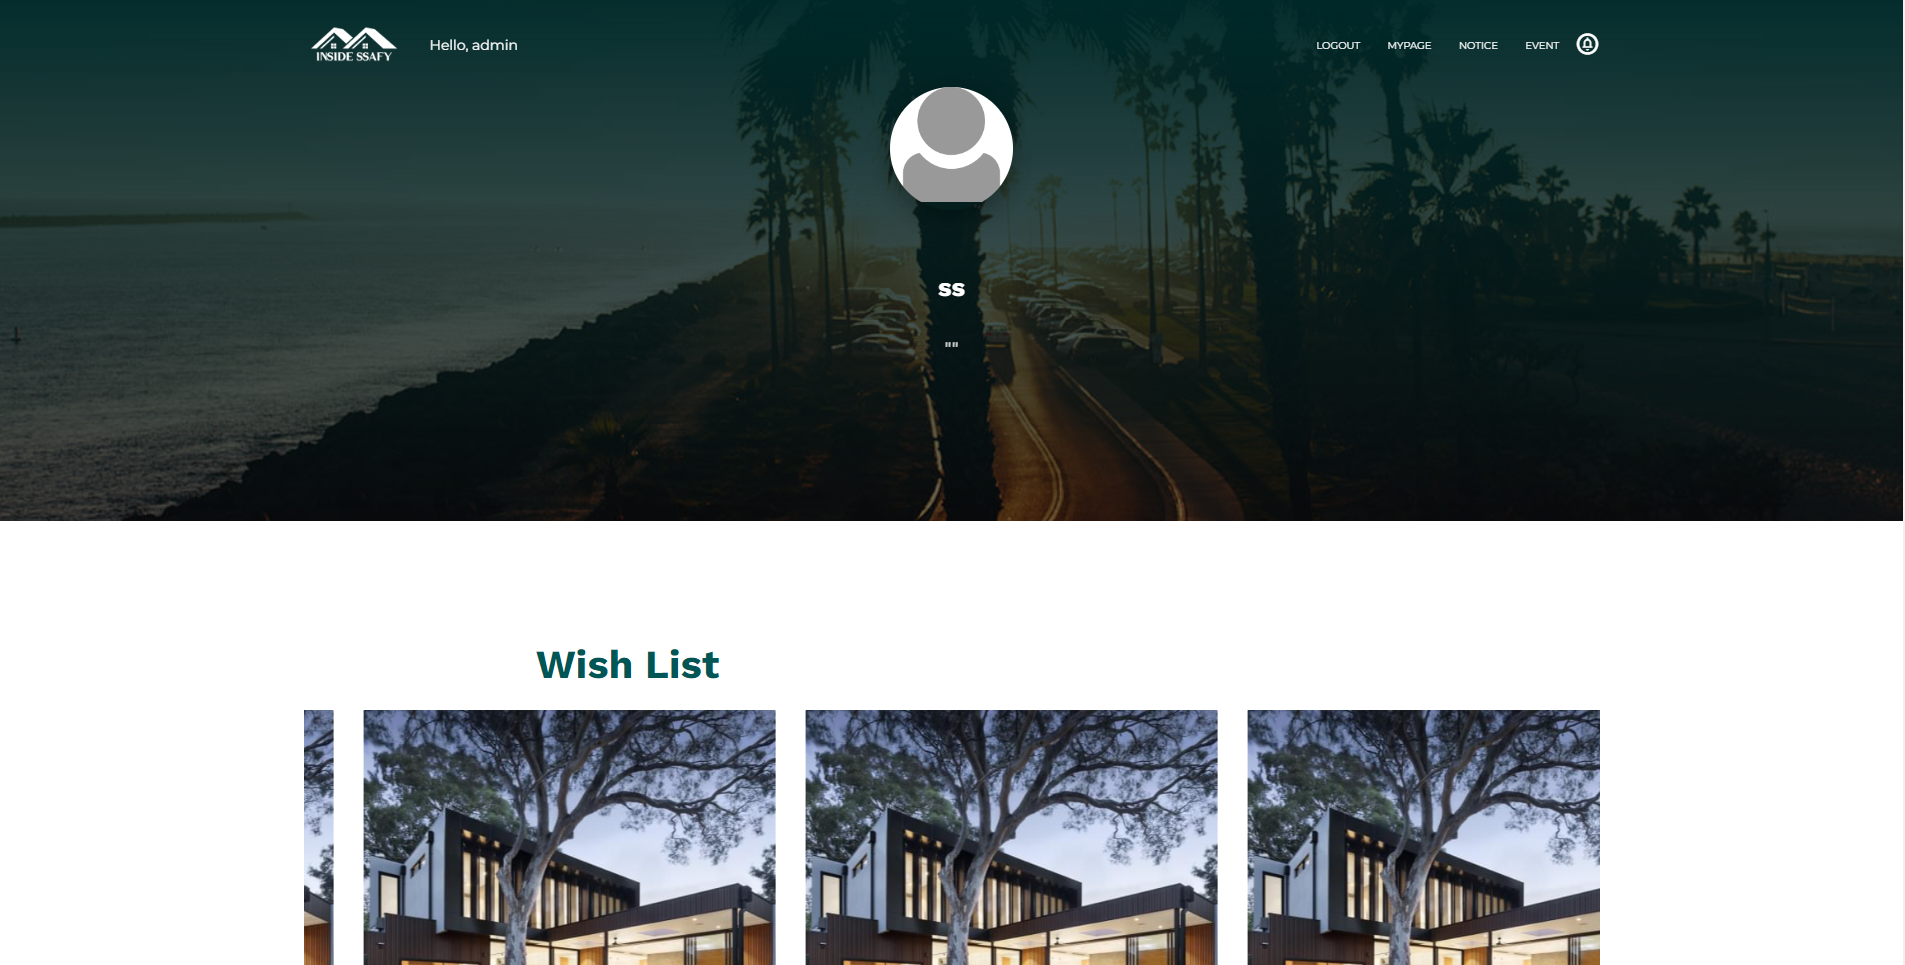 INSIDE SSAFY
Hello, admin
LOGOUT MYPAGE NOTICE EVENT
ss
""
Wish List